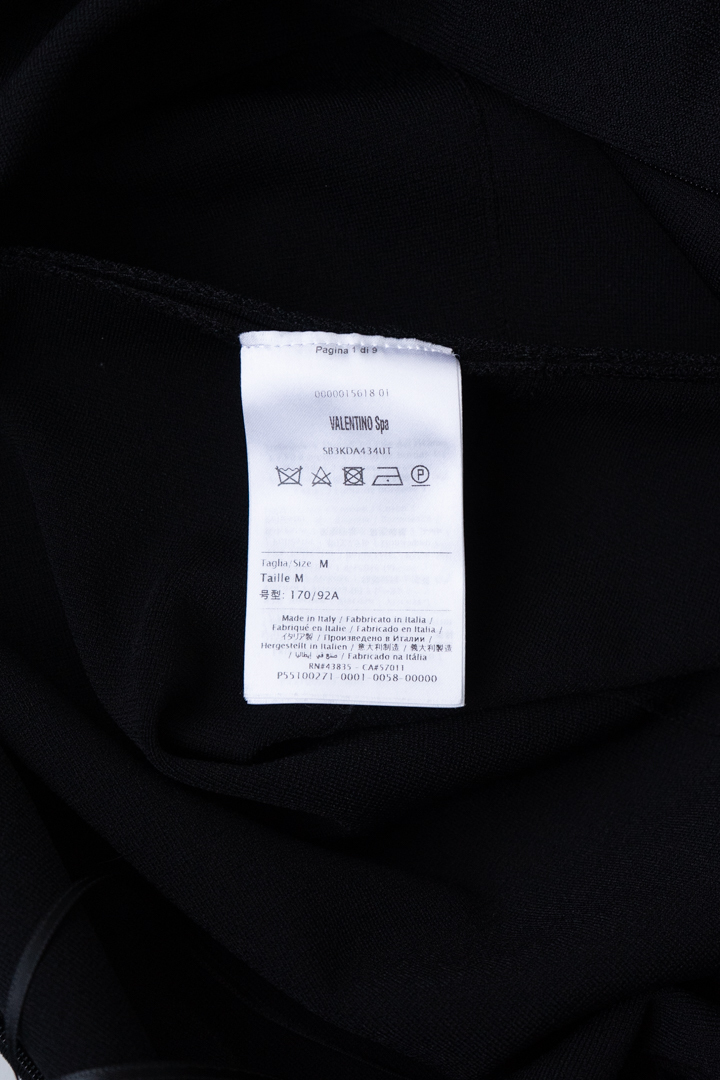 Pagina 1 di 9
0000015618 01
VALENTINO Spa
SB3KDA434UT
P
Taglia/Size M
Taille M
号型: 170/92A
Made in Italy / Fabbricato in Italia /
Fabriqué en Italie / Fabricado en Italia /
イタリア製 / Произведено в Италии /
Hergestellt in Italien / 意大利制造 / 義大利製造
/ صنع في إيطاليا / Fabricado na Itália
RN#43835 - CA#57011
P55100271-0001-0058-00000